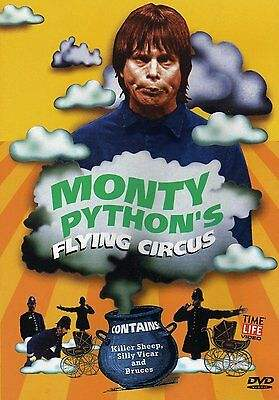 MONTY
PYTHON'S
FLYING CIRCUS
CONTAINS:
Killer Sheep,
Silly Vicar
and
Bruces
TIME
LIFE
VIDEO
DVD